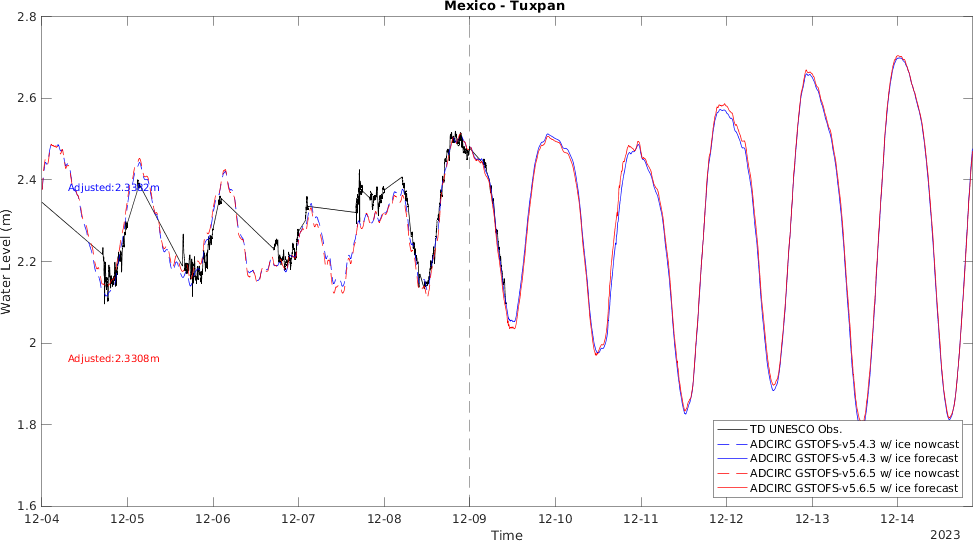 Mexico - Tuxpan
2.8
2.6
2.4
2.2
2
1.8
1.6
Water Level (m)
Adjusted:2.3382m
Adjusted:2.3308m
TD UNESCO Obs.
ADCIRC GSTOFS-v5.4.3 w/ ice nowcast
ADCIRC GSTOFS-v5.4.3 w/ ice forecast
ADCIRC GSTOFS-v5.6.5 w/ ice nowcast
ADCIRC GSTOFS-v5.6.5 w/ ice forecast
12-04 12-05 12-06 12-07 12-08 12-09 12-10 12-11 12-12 12-13 12-14
Time
2023